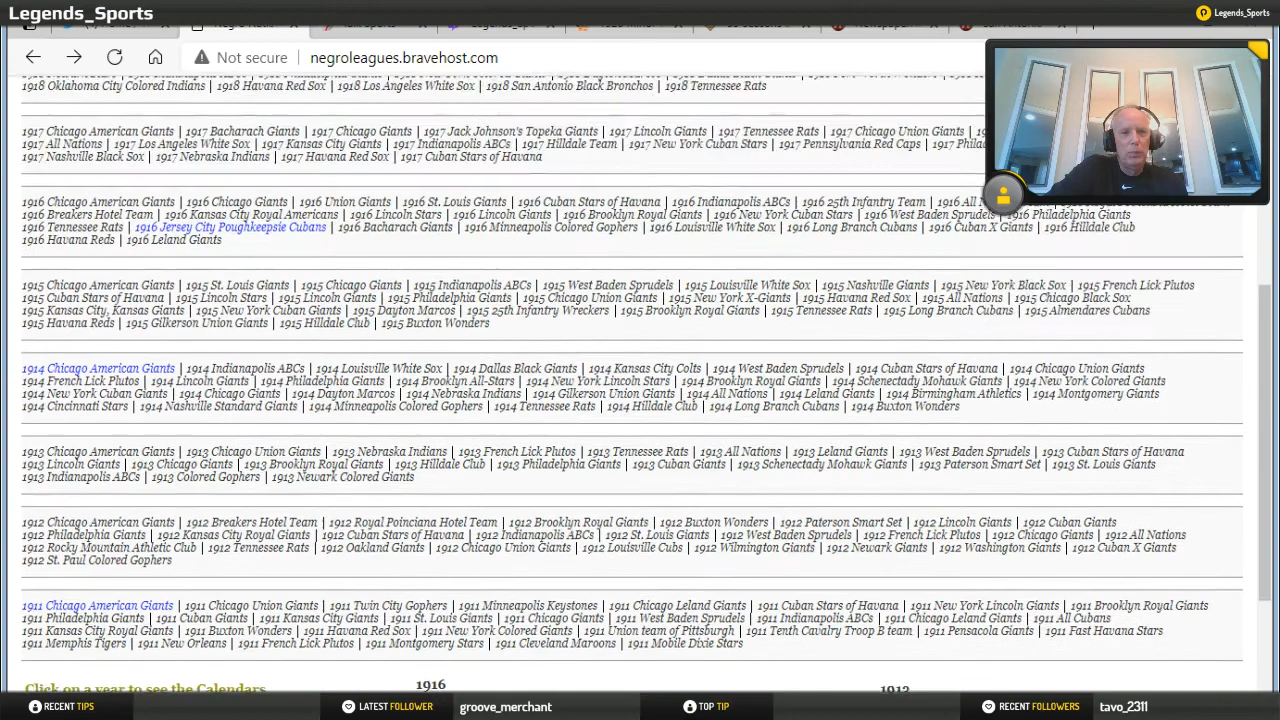 Legends_Sports
Legends_Sports
Not secure
negroleagues.bravehost.com
1918 Oklahoma City Colored Indians | 1918 Havana Red Sox | 1918 Los Angeles White Sox | 1918 San Antonio Black Bronchos | 1918 Tennessee Rats
1917 Chicago American Giants | 1917 Bacharach Giants | 1917 Chicago Giants | 1917 Jack Johnson's Topeka Giants | 1917 Lincoln Giants | 1917 Tennessee Rats | 1917 Chicago Union Giants |
1917 All Nations | 1917 Los Angeles White Sox | 1917 Kansas City Giants | 1917 Indianapolis ABCs | 1917 Hilldale Team | 1917 New York Cuban Stars | 1917 Pennsylvania Red Caps | 1917
1917 Nashville Black Sox | 1917 Nebraska Indians | 1917 Havana Red Sox | 1917 Cuban Stars of Havana
1916 Chicago American Giants | 1916 Chicago Giants | 1916 Union Giants | 1916 St. Louis Giants | 1916 Cuban Stars of Havana | 1916 Indianapolis ABCs | 1916 25th Infantry Team | 1916
1916 Breakers Hotel Team | 1916 Kansas City Royal Americans | 1916 Lincoln Stars | 1916 Lincoln Giants | 1916 Brooklyn Royal Giants | 1916 New York Cuban Stars | 1916 West Baden Sprudels | 1916 Philadelphia Giants
1916 Tennessee Rats | 1916 Jersey City Poughkeepsie Cubans | 1916 Bacharach Giants | 1916 Minneapolis Colored Gophers | 1916 Louisville White Sox | 1916 Long Branch Cubans | 1916 Cuban X Giants | 1916 Hilldale Club
1916 Havana Reds | 1916 Leland Giants
1915 Chicago American Giants | 1915 St. Louis Giants | 1915 Chicago Giants | 1915 Indianapolis ABCs | 1915 West Baden Sprudels | 1915 Louisville White Sox | 1915 Nashville Giants | 1915 New York Black Sox | 1915 French Lick Plutos
1915 Cuban Stars of Havana | 1915 Lincoln Stars | 1915 Lincoln Giants | 1915 Philadelphia Giants | 1915 Chicago Union Giants | 1915 New York X-Giants | 1915 Havana Red Sox | 1915 All Nations | 1915 Chicago Black Sox
1915 Kansas City, Kansas Giants | 1915 New York Cuban Giants | 1915 Dayton Marcos | 1915 25th Infantry Wreckers | 1915 Brooklyn Royal Giants | 1915 Tennessee Rats | 1915 Long Branch Cubans | 1915 Almendares Cubans
1915 Havana Reds | 1915 Gilkerson Union Giants | 1915 Hilldale Club | 1915 Buxton Wonders
1914 Chicago American Giants | 1914 Indianapolis ABCs | 1914 Louisville White Sox | 1914 Dallas Black Giants | 1914 Kansas City Colts | 1914 West Baden Sprudels | 1914 Cuban Stars of Havana | 1914 Chicago Union Giants
1914 French Lick Plutos | 1914 Lincoln Giants | 1914 Philadelphia Giants | 1914 Brooklyn All-Stars | 1914 New York Lincoln Stars | 1914 Brooklyn Royal Giants | 1914 Schenectady Mohawk Giants | 1914 New York Colored Giants
1914 New York Cuban Giants | 1914 Chicago Giants | 1914 Dayton Marcos | 1914 Nebraska Indians | 1914 Gilkerson Union Giants | 1914 All Nations | 1914 Leland Giants | 1914 Birmingham Athletics | 1914 Montgomery Giants
1914 Cincinnati Stars | 1914 Nashville Standard Giants | 1914 Minneapolis Colored Gophers | 1914 Tennessee Rats | 1914 Hilldale Club | 1914 Long Branch Cubans | 1914 Buxton Wonders
1913 Chicago American Giants | 1913 Chicago Union Giants | 1913 Nebraska Indians | 1913 French Lick Plutos | 1913 Tennessee Rats | 1913 All Nations | 1913 Leland Giants | 1913 West Baden Sprudels | 1913 Cuban Stars of Havana
1913 Lincoln Giants | 1913 Chicago Giants | 1913 Brooklyn Royal Giants | 1913 Hilldale Club | 1913 Philadelphia Giants | 1913 Cuban Giants | 1913 Schenectady Mohawk Giants | 1913 Paterson Smart Set | 1913 St. Louis Giants
1913 Indianapolis ABCs | 1913 Colored Gophers | 1913 Newark Colored Giants
1912 Chicago American Giants | 1912 Breakers Hotel Team | 1912 Royal Poinciana Hotel Team | 1912 Brooklyn Royal Giants | 1912 Buxton Wonders | 1912 Paterson Smart Set | 1912 Lincoln Giants | 1912 Cuban Giants
1912 Philadelphia Giants | 1912 Kansas City Royal Giants | 1912 Cuban Stars of Havana | 1912 Indianapolis ABCs | 1912 St. Louis Giants | 1912 West Baden Sprudels | 1912 French Lick Plutos | 1912 Chicago Giants | 1912 All Nations
1912 Rocky Mountain Athletic Club | 1912 Tennessee Rats | 1912 Oakland Giants | 1912 Chicago Union Giants | 1912 Louisville Cubs | 1912 Wilmington Giants | 1912 Newark Giants | 1912 Washington Giants | 1912 Cuban X Giants
1912 St. Paul Colored Gophers
1911 Chicago American Giants | 1911 Chicago Union Giants | 1911 Twin City Gophers | 1911 Minneapolis Keystones | 1911 Chicago Leland Giants | 1911 Cuban Stars of Havana | 1911 New York Lincoln Giants | 1911 Brooklyn Royal Giants
1911 Philadelphia Giants | 1911 Cuban Giants | 1911 Kansas City Giants | 1911 St. Louis Giants | 1911 Chicago Giants | 1911 West Baden Sprudels | 1911 Indianapolis ABCs | 1911 Chicago Leland Giants | 1911 All Cubans
1911 Kansas City Royal Giants | 1911 Buxton Wonders | 1911 Havana Red Sox | 1911 New York Colored Giants | 1911 Union team of Pittsburgh | 1911 Tenth Cavalry Troop B team | 1911 Pensacola Giants | 1911 Fast Havana Stars
1911 Memphis Tigers | 1911 New Orleans | 1911 French Lick Plutos | 1911 Montgomery Stars | 1911 Cleveland Maroons | 1911 Mobile Dixie Stars
Click on a year to see the Calendars
1916
1912
RECENT TIPS
LATEST FOLLOWER
groove_merchant
TOP TIP
RECENT FOLLOWERS
tavo_2311